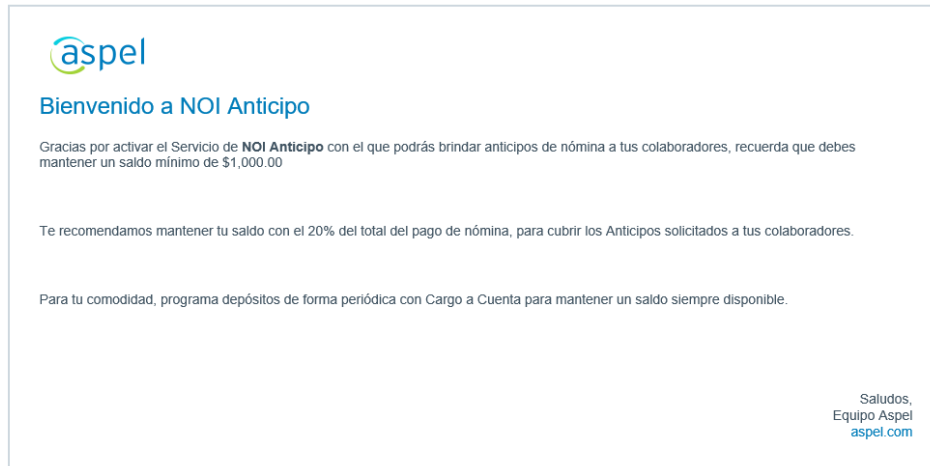 aspel
Bienvenido a NOI Anticipo
Gracias por activar el Servicio de NOI Anticipo con el que podrás brindar anticipos de nómina a tus colaboradores, recuerda que debes
mantener un saldo mínimo de $1,000.00
Te recomendamos mantener tu saldo con el 20% del total del pago de nómina, para cubrir los Anticipos solicitados a tus colaboradores.
Para tu comodidad, programa depósitos de forma periódica con Cargo a Cuenta para mantener un saldo siempre disponible.
Saludos,
Equipo Aspel
aspel.com